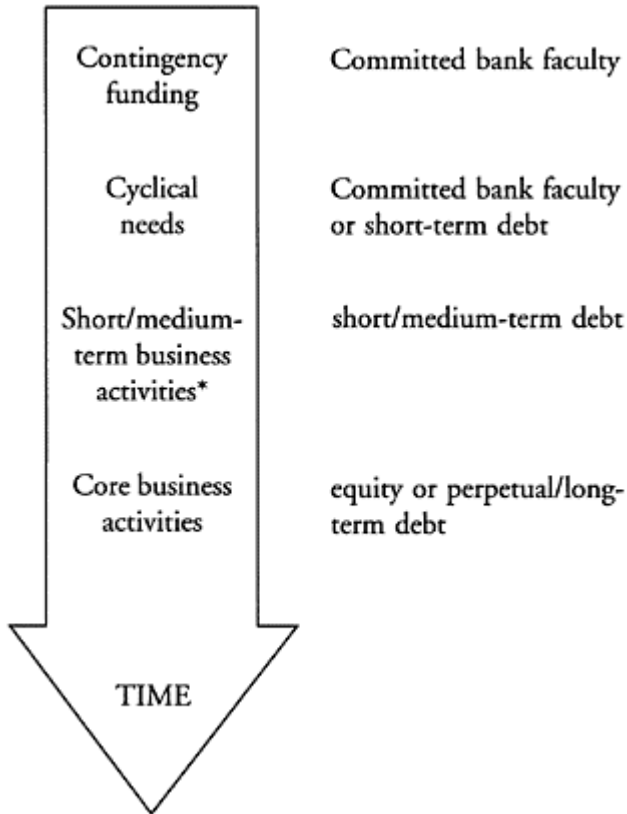 Contingency
funding
Committed bank faculty
Cyclical
needs
Committed bank faculty
or short-term debt
Short/medium-
term business
activities*
short/medium-term debt
Core business
activities
equity or perpetual/long-
term debt
TIME